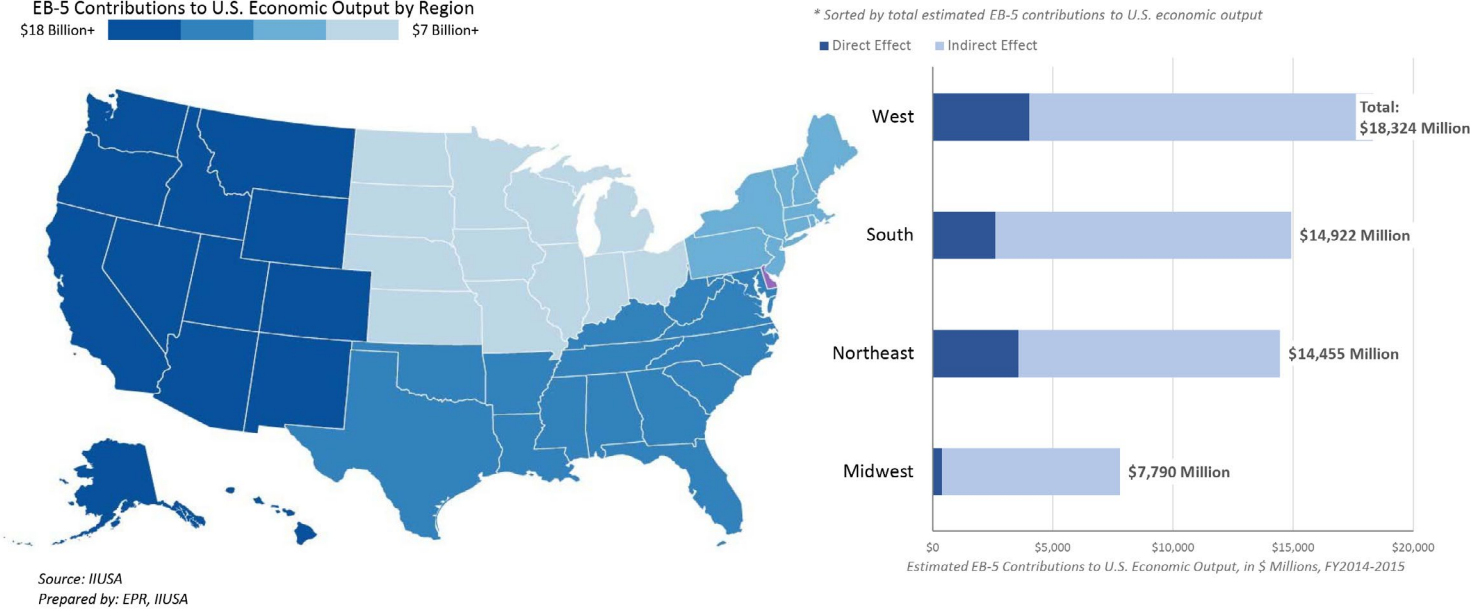 EB-5 Contributions to U.S. Economic Output by Region
$18 Billion+ $7 Billion+
* Sorted by total estimated EB-5 contributions to U.S. economic output
Direct Effect Indirect Effect
West
Total:
$18,324 Million
South $14,922 Million
Northeast $14,455 Million
Midwest $7,790 Million
$0 $5,000 $10,000 $15,000 $20,000
Estimated EB-5 Contributions to U.S. Economic Output, in $ Millions, FY2014-2015
Source: IIUSA
Prepared by: EPR, IIUSA